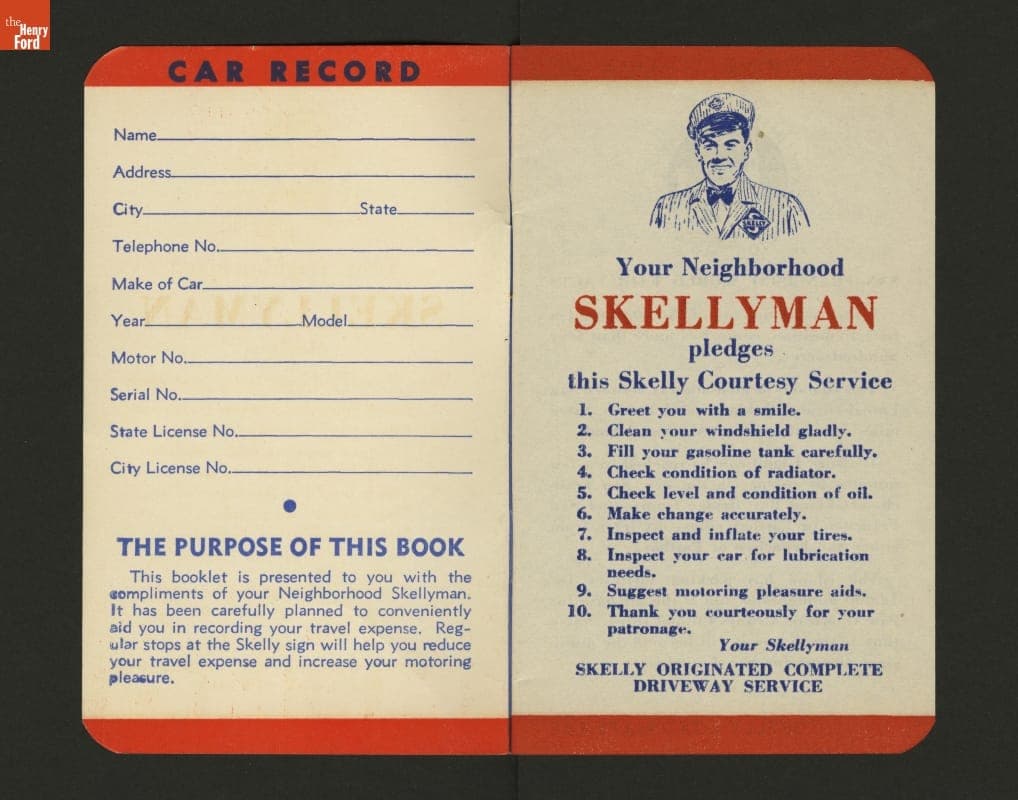 the
Henry
Ford
CAR RECORD
Name
Address
City State
Telephone No.
Make of Car
Year Model
Motor No.
Serial No.
State License No.
City License No.
THE PURPOSE OF THIS BOOK
This booklet is presented to you with the
compliments of your Neighborhood Skellyman.
It has been carefully planned to conveniently
aid you in recording your travel expense. Reg-
ular stops at the Skelly sign will help you reduce
your travel expense and increase your motoring
pleasure.
SKELLY
Your Neighborhood
SKELLYMAN
pledges
this Skelly Courtesy Service
1. Greet you with a smile.
2. Clean your windshield gladly.
3. Fill your gasoline tank carefully.
4. Check condition of radiator.
5. Check level and condition of oil.
6. Make change accurately.
7. Inspect and inflate your tires.
8. Inspect your car for lubrication
needs.
9. Suggest motoring pleasure aids.
10. Thank you courteously for your
patronage.
Your Skellyman
SKELLY ORIGINATED COMPLETE
DRIVEWAY SERVICE